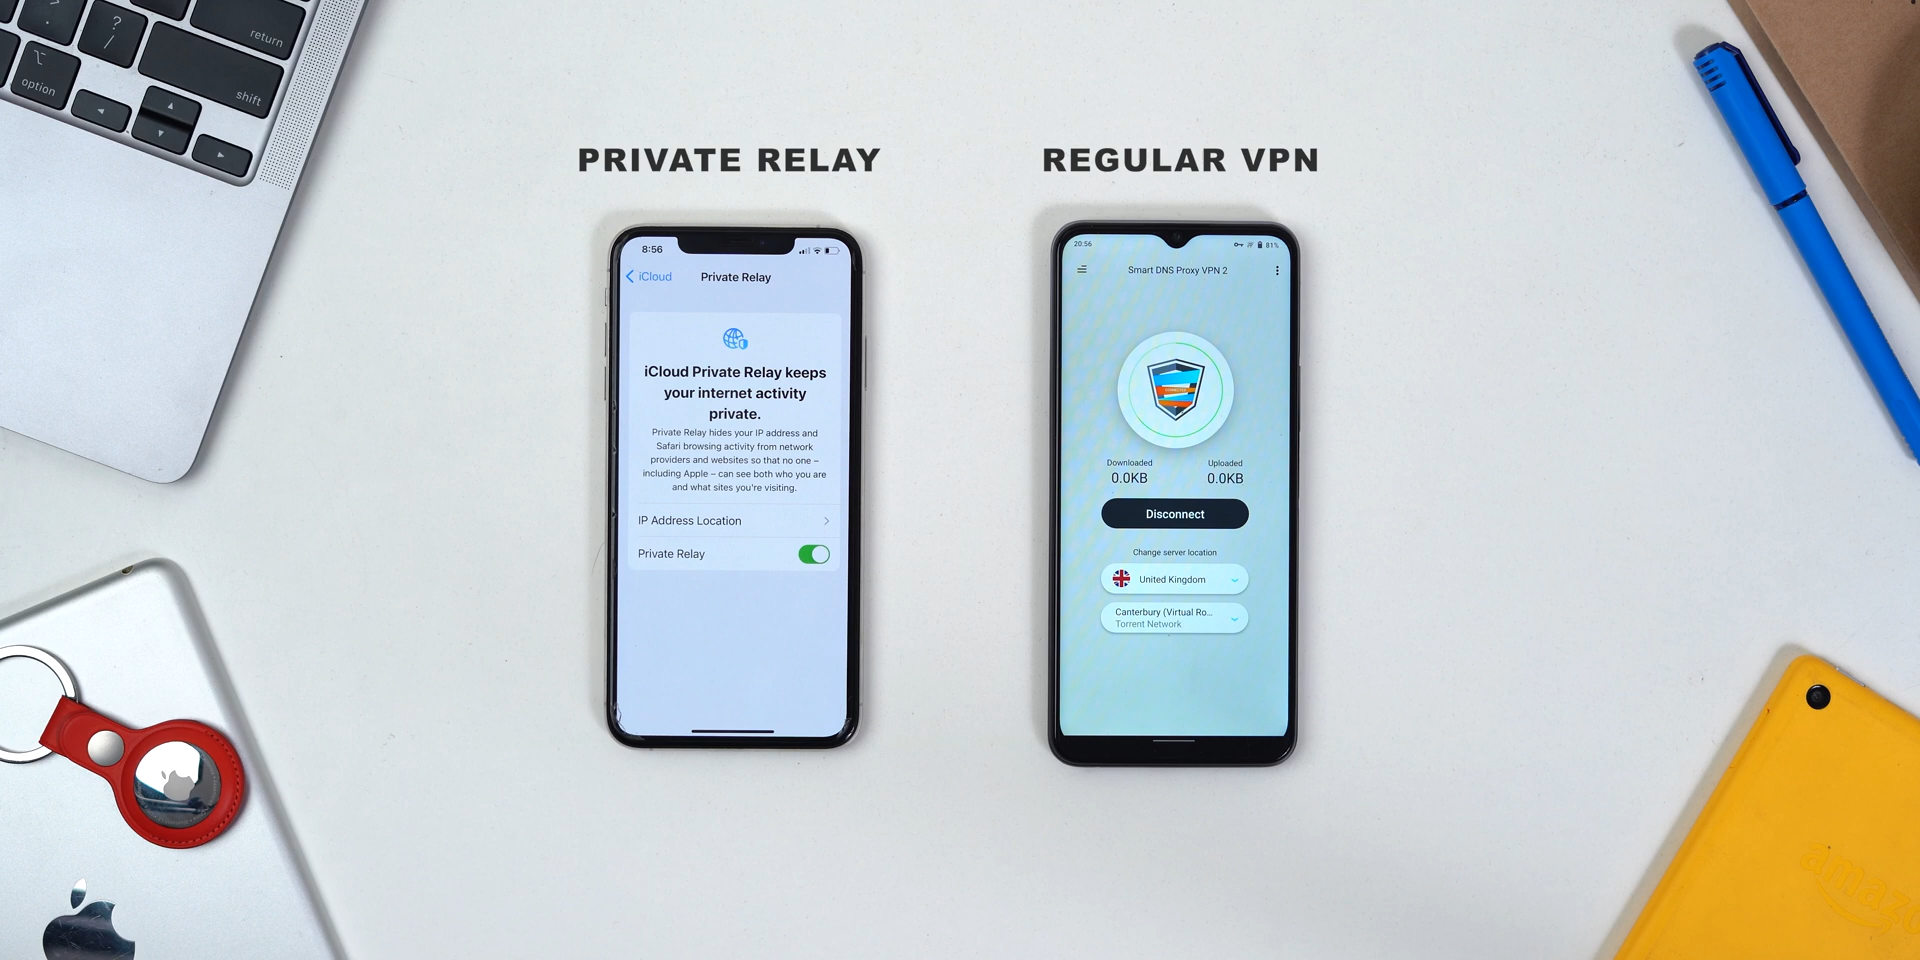 ?
/
return
option
shift
PRIVATE RELAY
REGULAR VPN
8:56
iCloud
Private Relay
iCloud Private Relay keeps
your internet activity
private.
Private Relay hides your IP address and
Safari browsing activity from network
providers and websites so that no one –
including Apple – can see both who you are
and what sites you're visiting.
IP Address Location
Private Relay
20:56
81%
Smart DNS Proxy VPN 2
CONNECTED
Downloaded
Uploaded
0.0KB
0.0KB
Disconnect
Change server location
United Kingdom
Canterbury (Virtual Ro...
Torrent Network
amazo